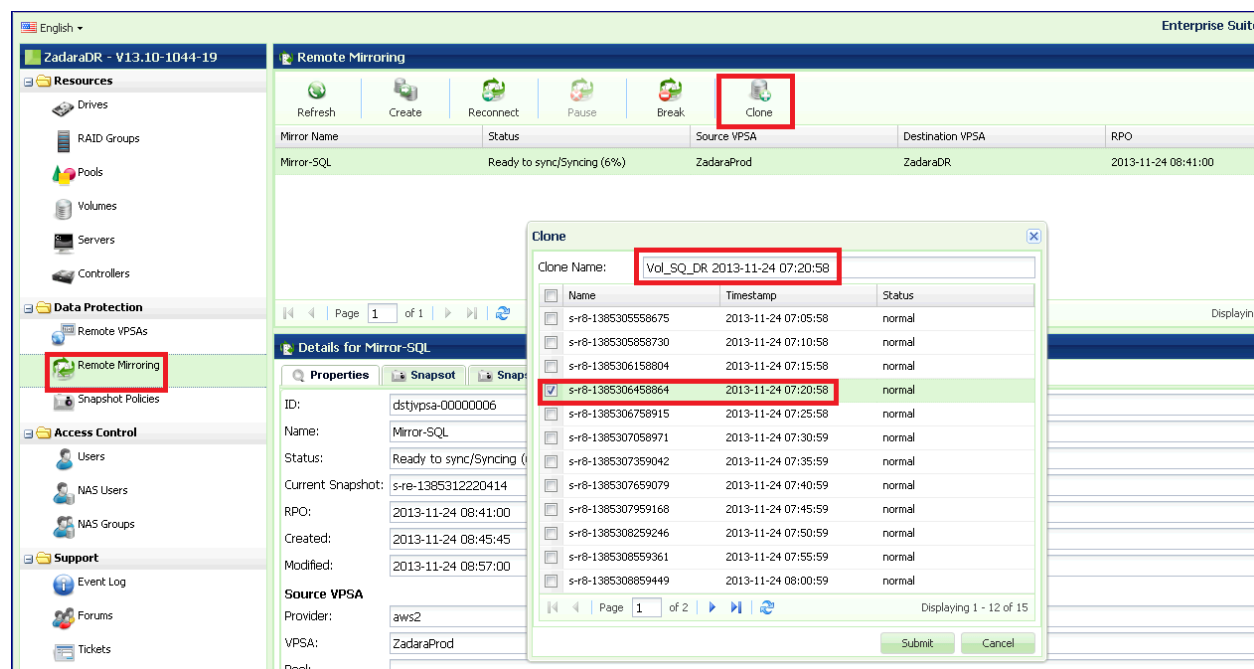 English
Enterprise Suit
ZadaraDR - V13.10-1044-19
Resources
Drives
RAID Groups
Pools
Volumes
Servers
Controllers
Data Protection
Remote VPSAs
Remote Mirroring
Snapshot Policies
Access Control
Users
NAS Users
NAS Groups
Support
Event Log
Forums
Tickets
Remote Mirroring
Refresh Create Reconnect Pause Break Clone
Mirror Name Status Source VPSA Destination VPSA RPO
Mirror-SQL Ready to sync/Syncing (6%) ZadaraProd ZadaraDR 2013-11-24 08:41:00
Page 1 of 1
Displayin
Details for Mirror-SQL
Properties Snapsot Snaps
ID: dstjvpsa-00000006
Name: Mirror-SQL
Status: Ready to sync/Syncing (
Current Snapshot: s-re-1385312220414
RPO: 2013-11-24 08:41:00
Created: 2013-11-24 08:45:45
Modified: 2013-11-24 08:57:00
Source VPSA
Provider: aws2
VPSA: ZadaraProd
Pool:
Clone
Clone Name: Vol_SQ_DR 2013-11-24 07:20:58
Name Timestamp Status
s-r8-1385305558675 2013-11-24 07:05:58 normal
s-r8-1385305858730 2013-11-24 07:10:58 normal
s-r8-1385306158804 2013-11-24 07:15:58 normal
s-r8-1385306458864 2013-11-24 07:20:58 normal
s-r8-1385306758915 2013-11-24 07:25:58 normal
s-r8-1385307058971 2013-11-24 07:30:59 normal
s-r8-1385307359042 2013-11-24 07:35:59 normal
s-r8-1385307659079 2013-11-24 07:40:59 normal
s-r8-1385307959168 2013-11-24 07:45:59 normal
s-r8-1385308259246 2013-11-24 07:50:59 normal
s-r8-1385308559361 2013-11-24 07:55:59 normal
s-r8-1385308859449 2013-11-24 08:00:59 normal
Page 1 of 2 Displaying 1 - 12 of 15
Submit Cancel